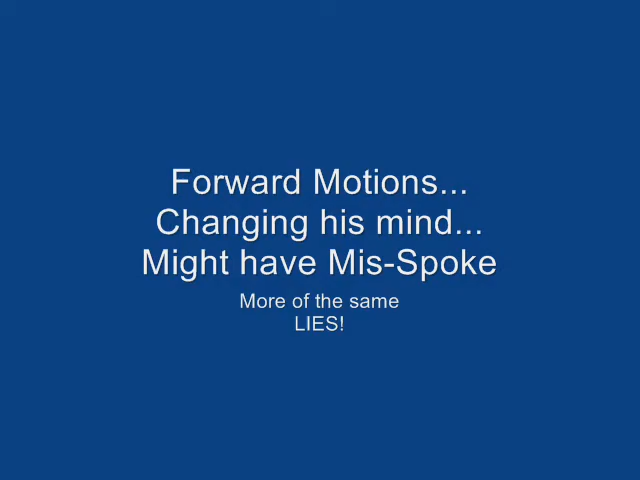 Forward Motions...
Changing his mind...
Might have Mis-Spoke
More of the same
LIES!